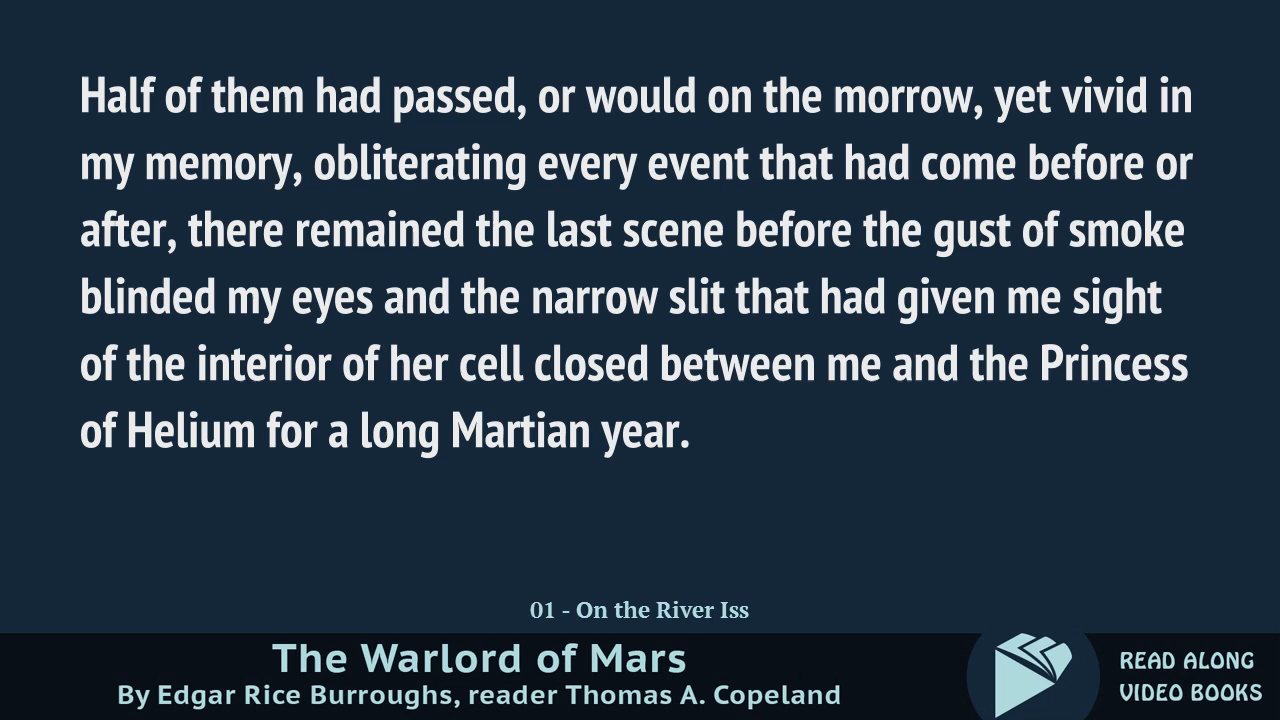 Half of them had passed, or would on the morrow, yet vivid in
my memory, obliterating every event that had come before or
after, there remained the last scene before the gust of smoke
blinded my eyes and the narrow slit that had given me sight
of the interior of her cell closed between me and the Princess
of Helium for a long Martian year.
01 - On the River Iss
The Warlord of Mars
By Edgar Rice Burroughs, reader Thomas A. Copeland
READ ALONG
VIDEO BOOKS